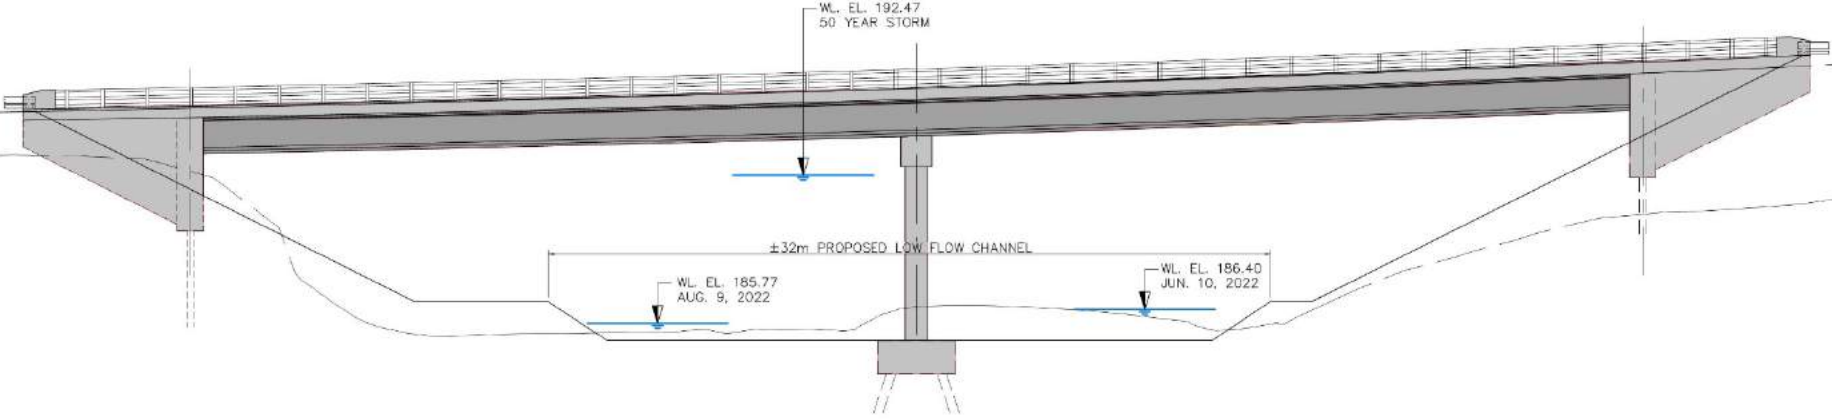 WL. EL. 192.47
50 YEAR STORM
±32m PROPOSED LOW FLOW CHANNEL
WL. EL. 185.77
AUG. 9, 2022
WL. EL. 186.40
JUN. 10, 2022